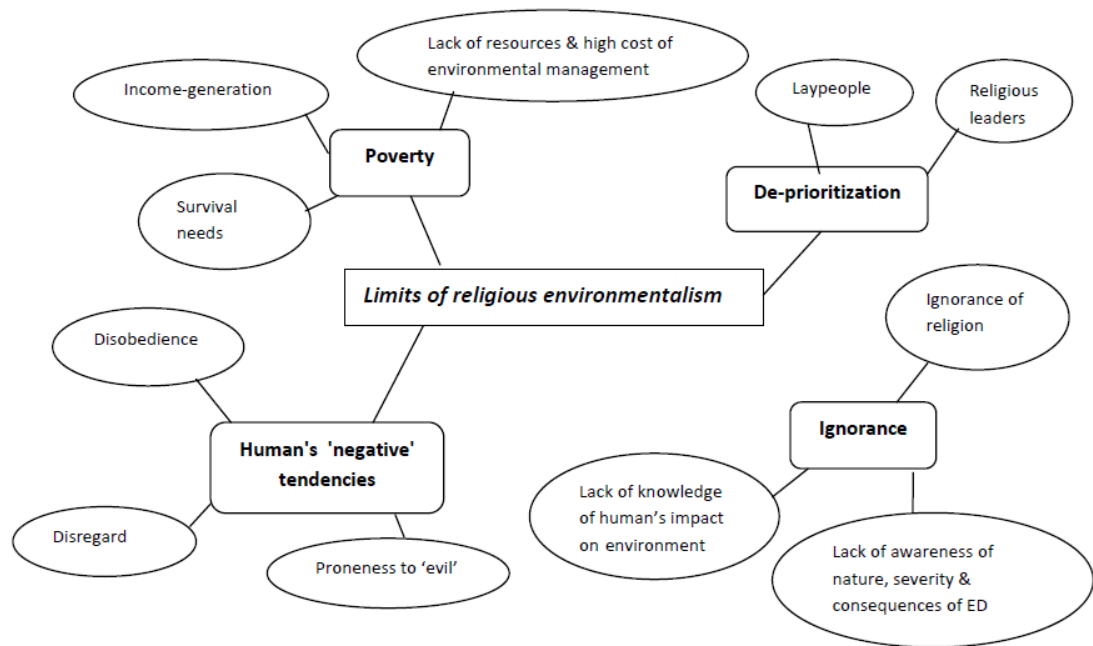 Lack of resources & high cost of
environmental management
Income-generation
Laypeople
Religious
leaders
Poverty
De-prioritization
Survival
needs
Limits of religious environmentalism
Ignorance of
religion
Disobedience
Human's 'negative'
tendencies
Ignorance
Lack of knowledge
of human’s impact
on environment
Disregard
Proneness to ‘evil’
Lack of awareness of
nature, severity &
consequences of ED